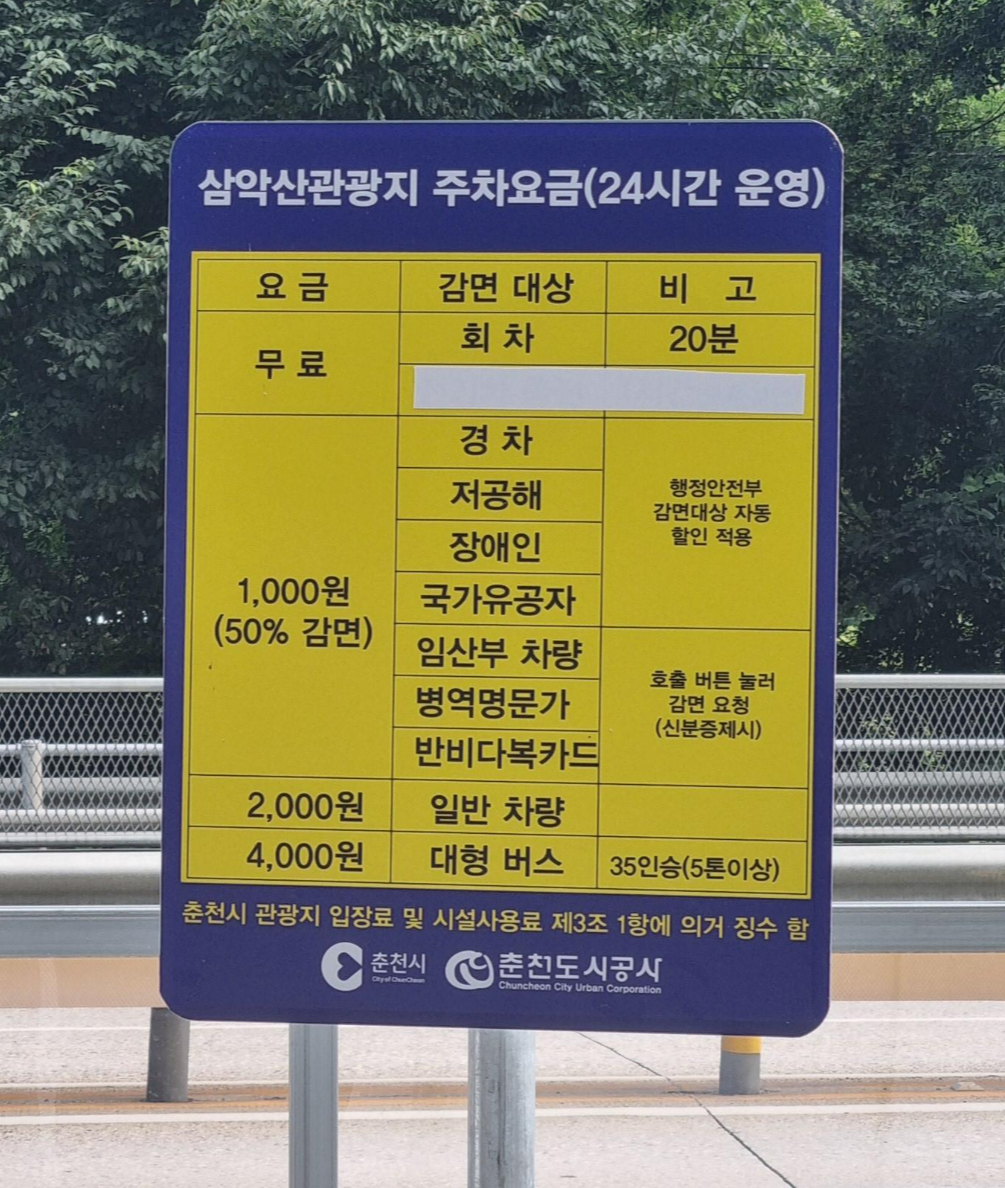 삼악산관광지 주차요금(24시간 운영)
요 금 감면 대상 비 고
무 료
회 차 20분
경 차
저공해
장애인
국가유공자
행정안전부
감면대상 자동
할인 적용
1,000원
(50% 감면)
임산부 차량
병역명문가
반비다복카드
호출 버튼 눌러
감면 요청
(신분증제시)
2,000원 일반 차량
4,000원 대형 버스 35인승(5톤이상)
춘천시 관광지 입장료 및 시설사용료 제3조 1항에 의거 징수 함
춘천시
City of ChunCheon
춘천도시공사
Chuncheon City Urban Corporation